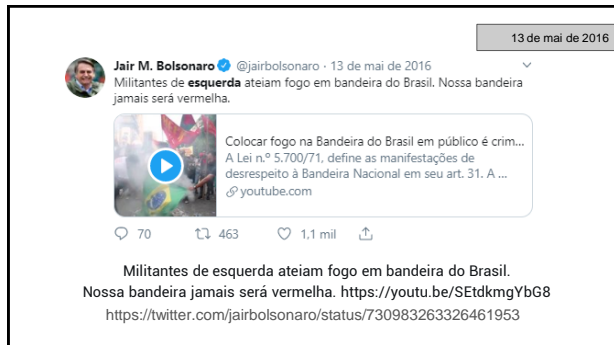 13 de mai de 2016
Jair M. Bolsonaro @jairbolsonaro · 13 de mai de 2016
Militantes de esquerda ateiam fogo em bandeira do Brasil. Nossa bandeira
jamais será vermelha.
Colocar fogo na Bandeira do Brasil em público é crim...
A Lei n.º 5.700/71, define as manifestações de
desrespeito à Bandeira Nacional em seu art. 31. A ...
youtube.com
70 463 1,1 mil
Militantes de esquerda ateiam fogo em bandeira do Brasil.
Nossa bandeira jamais será vermelha. https://youtu.be/SEtdkmgYbG8
https://twitter.com/jairbolsonaro/status/730983263326461953